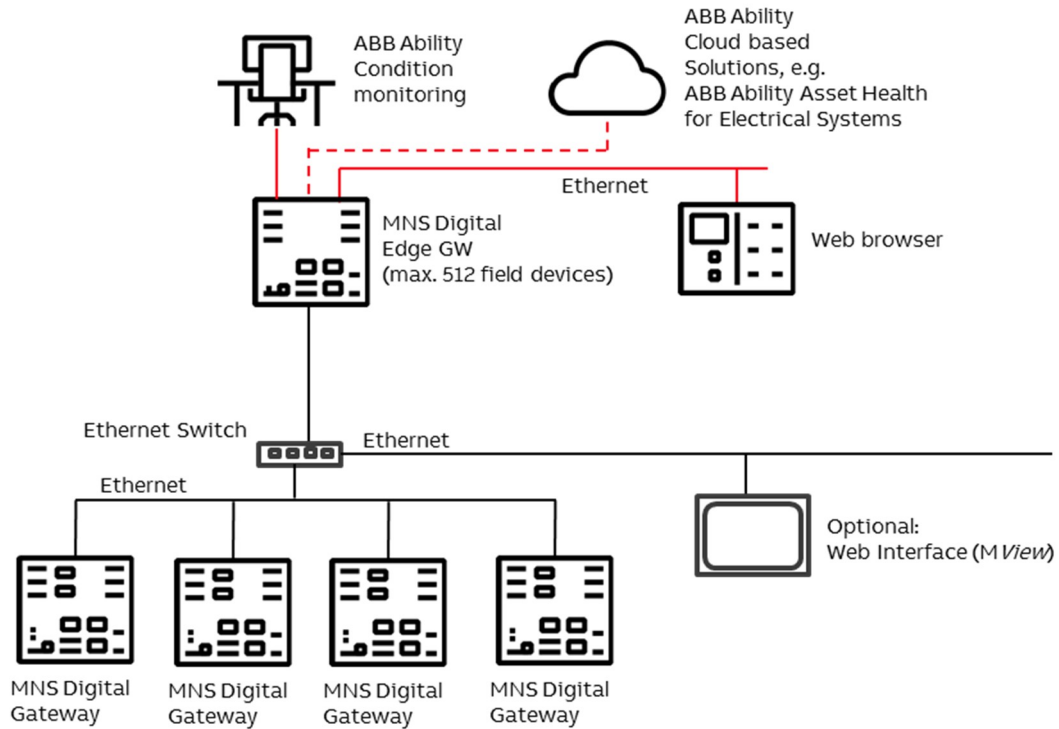 ABB Ability
Condition
monitoring
ABB Ability
Cloud based
Solutions, e.g.
ABB Ability Asset Health
for Electrical Systems
Ethernet
MNS Digital
Edge GW
(max. 512 field devices)
Web browser
Ethernet Switch
Ethernet
Ethernet
Optional:
Web Interface (MView)
MNS Digital
Gateway
MNS Digital
Gateway
MNS Digital
Gateway
MNS Digital
Gateway